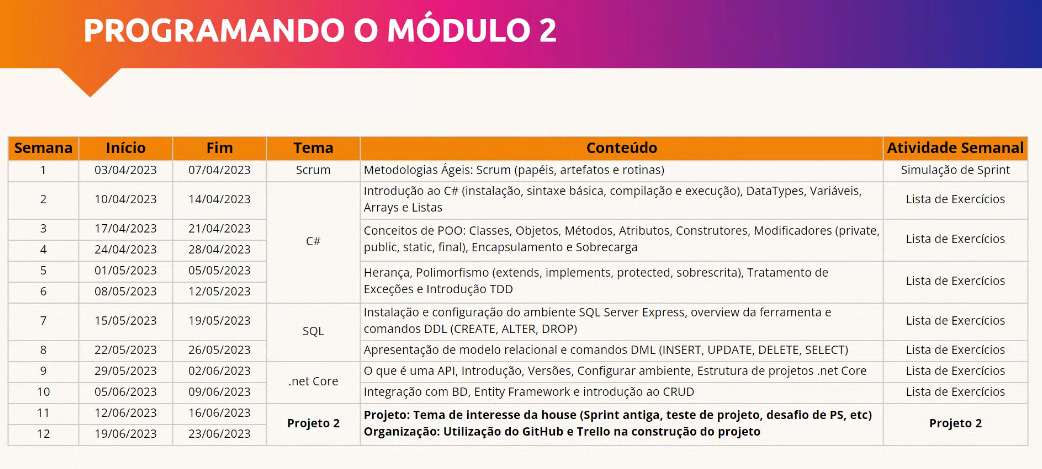 PROGRAMANDO O MÓDULO 2
Semana Início Fim Tema Conteúdo Atividade Semanal
1 03/04/2023 07/04/2023 Scrum Metodologias Ágeis: Scrum (papéis, artefatos e rotinas) Simulação de Sprint
2 10/04/2023 14/04/2023 Introdução ao C# (instalação, sintaxe básica, compilação e execução), DataTypes, Variáveis,
Arrays e Listas Lista de Exercícios
3 17/04/2023 21/04/2023 Conceitos de POO: Classes, Objetos, Métodos, Atributos, Construtores, Modificadores (private,
C# Lista de Exercícios
4 24/04/2023 28/04/2023 public, static, final), Encapsulamento e Sobrecarga
5 01/05/2023 05/05/2023 Herança, Polimorfismo (extends, implements, protected, sobrescrita), Tratamento de
Lista de Exercícios
6 08/05/2023 12/05/2023 Exceções e Introdução TDD
7 15/05/2023 19/05/2023 Instalação e configuração do ambiente SQL Server Express, overview da ferramenta e
comandos DDL (CREATE, ALTER, DROP) Lista de Exercícios
SQL
8 22/05/2023 26/05/2023 Apresentação de modelo relacional e comandos DML (INSERT, UPDATE, DELETE, SELECT) Lista de Exercícios
9 29/05/2023 02/06/2023 O que é uma API, Introdução, Versões, Configurar ambiente, Estrutura de projetos .net Core Lista de Exercícios
.net Core
10 05/06/2023 09/06/2023 Integração com BD, Entity Framework e introdução ao CRUD Lista de Exercícios
11 12/06/2023 16/06/2023 Projeto: Tema de interesse da house (Sprint antiga, teste de projeto, desafio de PS, etc)
Projeto 2 Projeto 2
12 19/06/2023 23/06/2023 Organização: Utilização do GitHub e Trello na construção do projeto